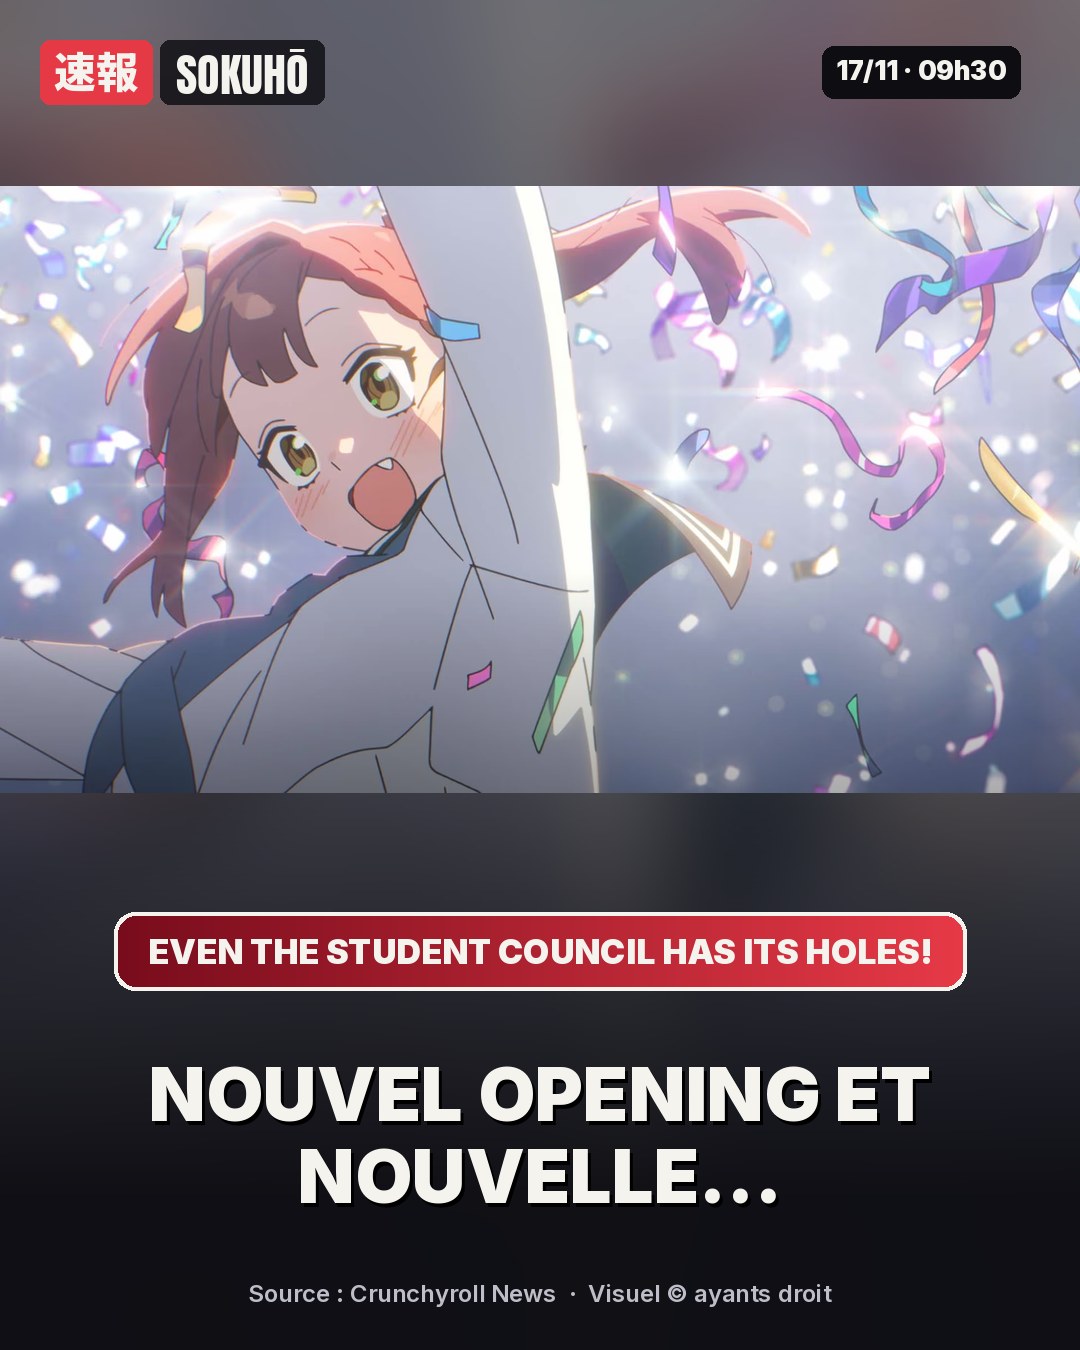 速報 SOKUHŌ
17/11 · 09h30
EVEN THE STUDENT COUNCIL HAS ITS HOLES!
NOUVEL OPENING ET
NOUVELLE...
Source : Crunchyroll News · Visuel © ayants droit